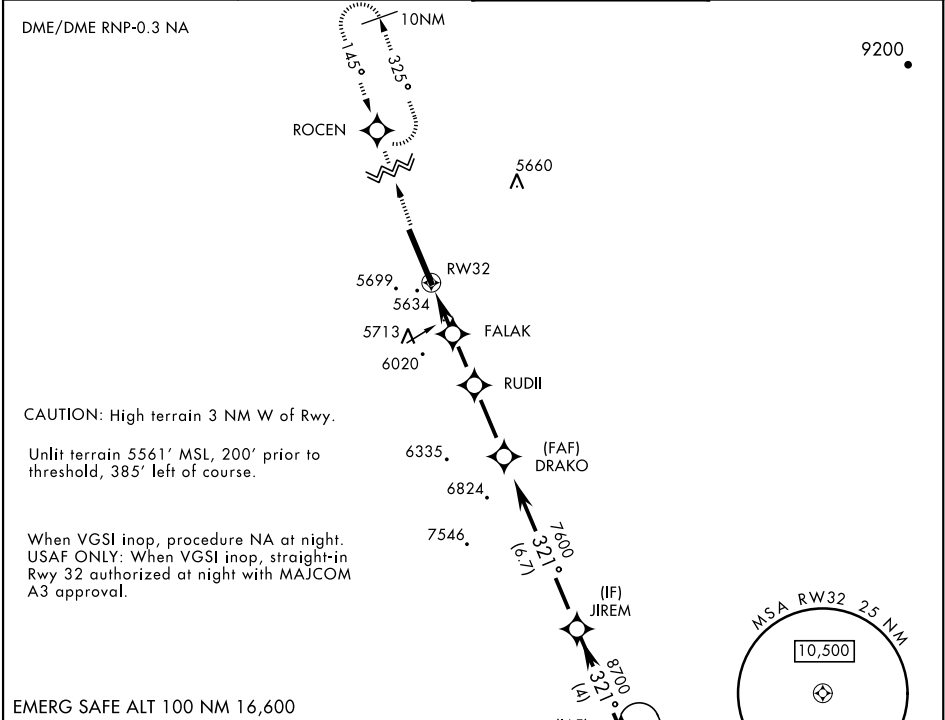 DME/DME RNP-0.3 NA
10NM
9200
145°
325°
ROCEN
5660
RW32
5699
5634
5713
FALAK
6020
RUDII
CAUTION: High terrain 3 NM W of Rwy.
Unlit terrain 5561' MSL, 200' prior to
threshold, 385' left of course.
6335
(FAF)
DRAKO
6824
7546
7600
321°
(6.7)
When VGSI inop, procedure NA at night.
USAF ONLY: When VGSI inop, straight-in
Rwy 32 authorized at night with MAJCOM
A3 approval.
(IF)
JIREM
MSA RW32 25 NM
10,500
8700
321°
(4)
EMERG SAFE ALT 100 NM 16,600